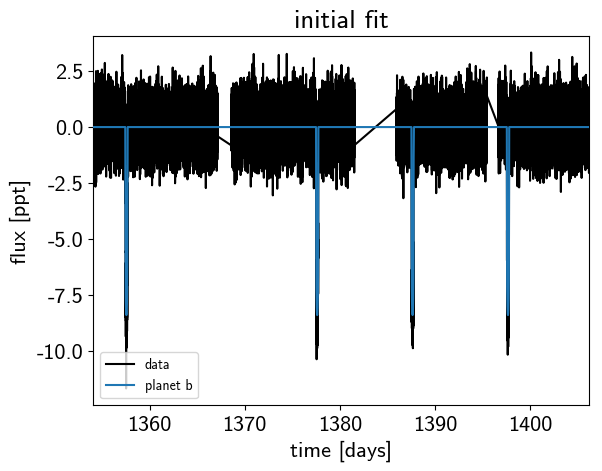 initial fit
2.5
0.0
-2.5
-5.0
-7.5
-10.0
flux [ppt]
data
planet b
1360 1370 1380 1390 1400
time [days]